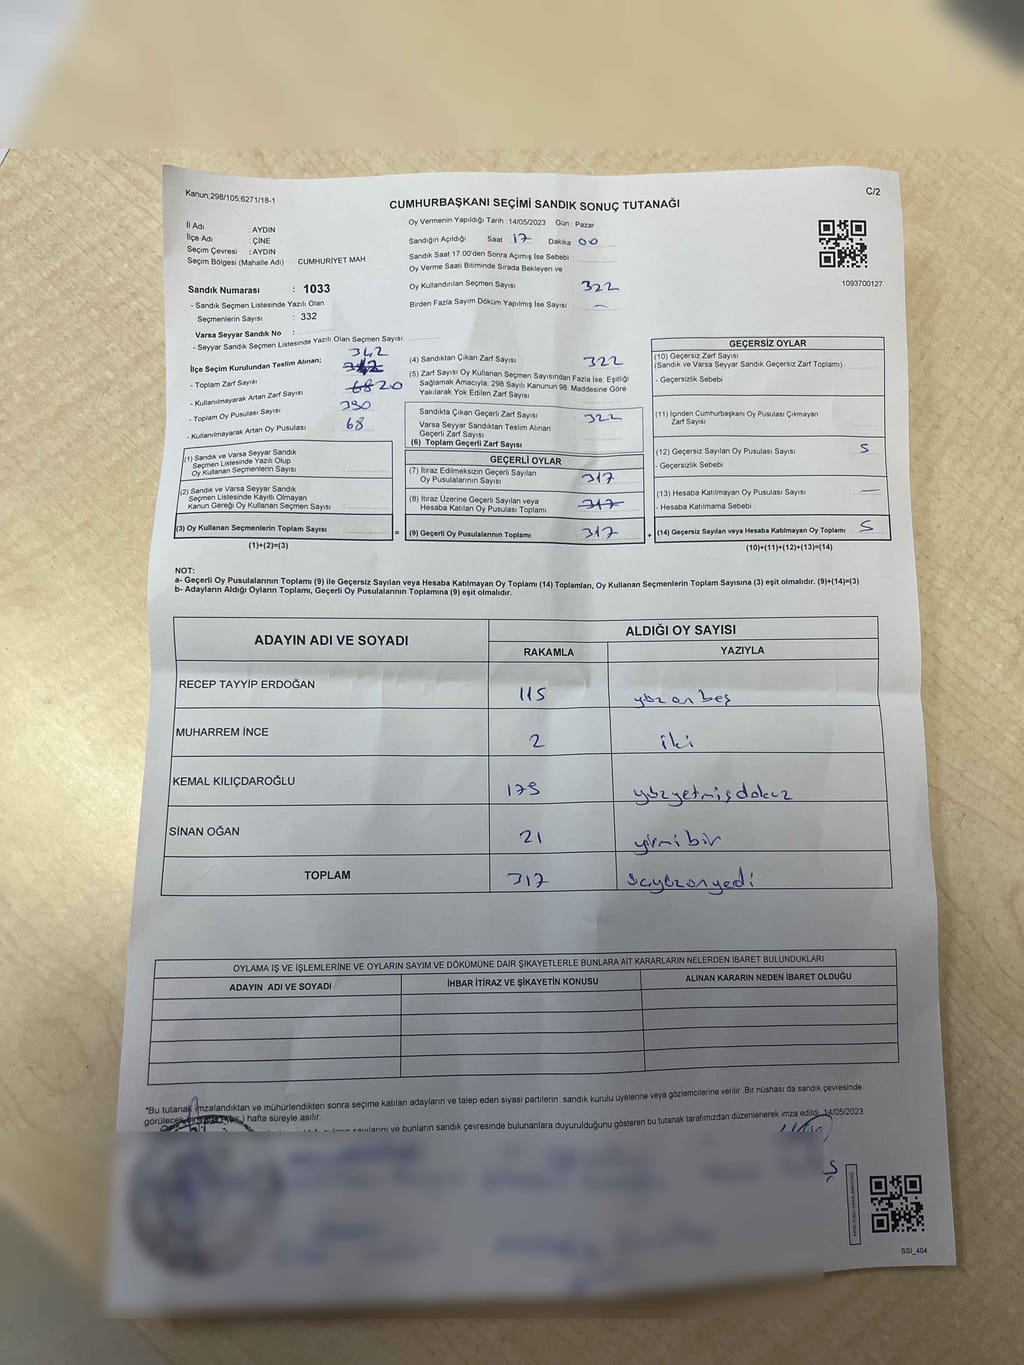 Kanun;298/105;6271/18-1
C/2
CUMHURBAŞKANI SEÇİMİ SANDIK SONUÇ TUTANAĞI
İl Adı : AYDIN
İlçe Adı : ÇİNE
Seçim Çevresi : AYDIN
Seçim Bölgesi (Mahalle Adı) CUMHURİYET MAH
Oy Vermenin Yapıldığı Tarih 14/05/2023 Gün : Pazar
Sandığın Açıldığı Saat 17 Dakika 00
Sandık Saat 17:00'den Sonra Açımış İse Sebebi
Oy Verme Saati Bitiminde Sırada Bekleyen ve
Oy Kullandırılan Seçmen Sayısı 322
Birden Fazla Sayım Döküm Yapılmış İse Sayısı —
1093700127
Sandık Numarası : 1033
- Sandık Seçmen Listesinde Yazılı Olan
Seçmenlerin Sayısı : 332
Varsa Seyyar Sandık No :
- Seyyar Sandık Seçmen Listesinde Yazılı Olan Seçmen Sayısı:
İlçe Seçim Kurulundan Teslim Alınan;
- Toplam Zarf Sayısı 342
- Kullanılmayarak Artan Zarf Sayısı 68 20
- Toplam Oy Pusulası Sayısı 390
- Kullanılmayarak Artan Oy Pusulası 68
(1) Sandık ve Varsa Seyyar Sandık
Seçmen Listesinde Yazılı Olup
Oy Kullanan Seçmenlerin Sayısı
(2) Sandık ve Varsa Seyyar Sandık
Seçmen Listesinde Kayıtlı Olmayan
Kanun Gereği Oy Kullanan Seçmen Sayısı
(3) Oy Kullanan Seçmenlerin Toplam Sayısı
(1)+(2)=(3)
(4) Sandıktan Çıkan Zarf Sayısı 322
(5) Zarf Sayısı Oy Kullanan Seçmen Sayısından Fazla İse, Eşitliği
Sağlamak Amacıyla, 298 Sayılı Kanunun 98. Maddesine Göre
Yakılarak Yok Edilen Zarf Sayısı
Sandıkta Çıkan Geçerli Zarf Sayısı 322
Varsa Seyyar Sandıktan Teslim Alınan
Geçerli Zarf Sayısı
(6) Toplam Geçerli Zarf Sayısı
GEÇERLİ OYLAR
(7) İtiraz Edilmeksizin Geçerli Sayılan
Oy Pusulalarının Sayısı 317
(8) İtiraz Üzerine Geçerli Sayılan veya
Hesaba Katılan Oy Pusulası Toplamı 317
= (9) Geçerli Oy Pusulalarının Toplamı 317
GEÇERSİZ OYLAR
(10) Geçersiz Zarf Sayısı
(Sandık ve Varsa Seyyar Sandık Geçersiz Zarf Toplamı)
- Geçersizlik Sebebi
(11) İçinden Cumhurbaşkanı Oy Pusulası Çıkmayan
Zarf Sayısı
(12) Geçersiz Sayılan Oy Pusulası Sayısı 5
- Geçersizlik Sebebi
(13) Hesaba Katılmayan Oy Pusulası Sayısı —
- Hesaba Katılmama Sebebi
+ (14) Geçersiz Sayılan veya Hesaba Katılmayan Oy Toplamı 5
(10)+(11)+(12)+(13)=(14)
NOT:
a- Geçerli Oy Pusulalarının Toplamı (9) ile Geçersiz Sayılan veya Hesaba Katılmayan Oy Toplamı (14) Toplamları, Oy Kullanan Seçmenlerin Toplam Sayısına (3) eşit olmalıdır. (9)+(14)=(3)
b- Adayların Aldığı Oyların Toplamı, Geçerli Oy Pusulalarının Toplamına (9) eşit olmalıdır.
ADAYIN ADI VE SOYADI
ALDIĞI OY SAYISI
RAKAMLA YAZIYLA
RECEP TAYYİP ERDOĞAN 115 yüz on beş
MUHARREM İNCE 2 iki
KEMAL KILIÇDAROĞLU 179 yüzyetmişdokuz
SİNAN OĞAN 21 yirmi bir
TOPLAM 317 üçyüzonyedi
OYLAMA İŞ VE İŞLEMLERİNE VE OYLARIN SAYIM VE DÖKÜMÜNE DAİR ŞİKAYETLERLE BUNLARA AİT KARARLARIN NELERDEN İBARET BULUNDUKLARI
ADAYIN ADI VE SOYADI İHBAR İTİRAZ VE ŞİKAYETİN KONUSU ALINAN KARARIN NEDEN İBARET OLDUĞU
*Bu tutanak imzalandıktan ve mühürlendikten sonra seçime katılan adayların ve talep eden siyasi partilerin sandık kurulu üyelerine veya gözlemcilerine verilir. Bir nüshası da sandık çevresinde
hafta süreyle asılır.
ve bunların sandık çevresinde bulunanlara duyurulduğunu gösteren bu tutanak tarafımızdan düzenlenerek imza edildi. 14/05/2023
SSI_404